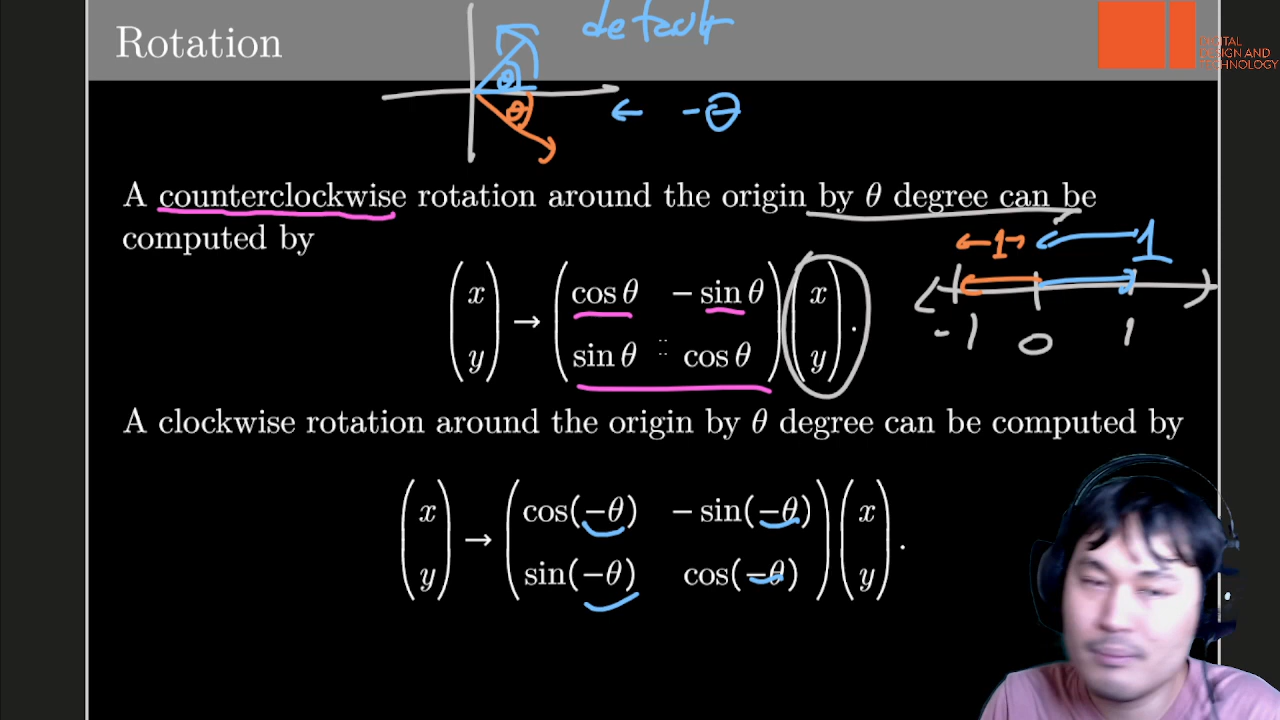 Rotation
default
θ
θ
← -θ
DIGITAL
DESIGN AND
TECHNOLOGY
A counterclockwise rotation around the origin by θ degree can be
computed by
(x y) → (cos θ − sin θ
sin θ cos θ) (x y).
1 1
-1 0 1
A clockwise rotation around the origin by θ degree can be computed by
(x y) → (cos(−θ) − sin(−θ)
sin(−θ) cos(−θ)) (x y).